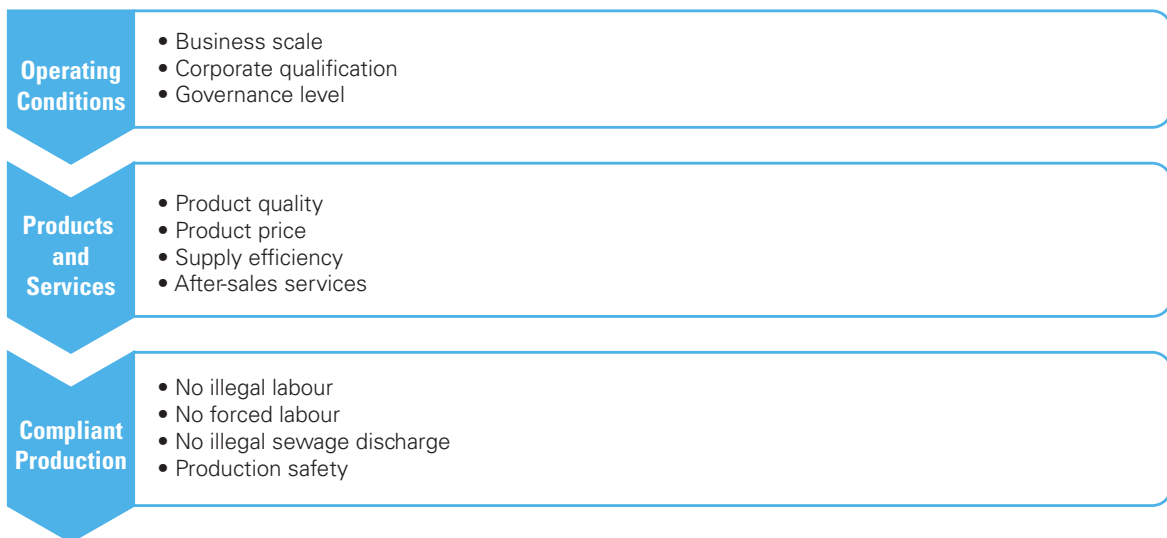 Operating
Conditions
• Business scale
• Corporate qualification
• Governance level
Products
and
Services
• Product quality
• Product price
• Supply efficiency
• After-sales services
Compliant
Production
• No illegal labour
• No forced labour
• No illegal sewage discharge
• Production safety